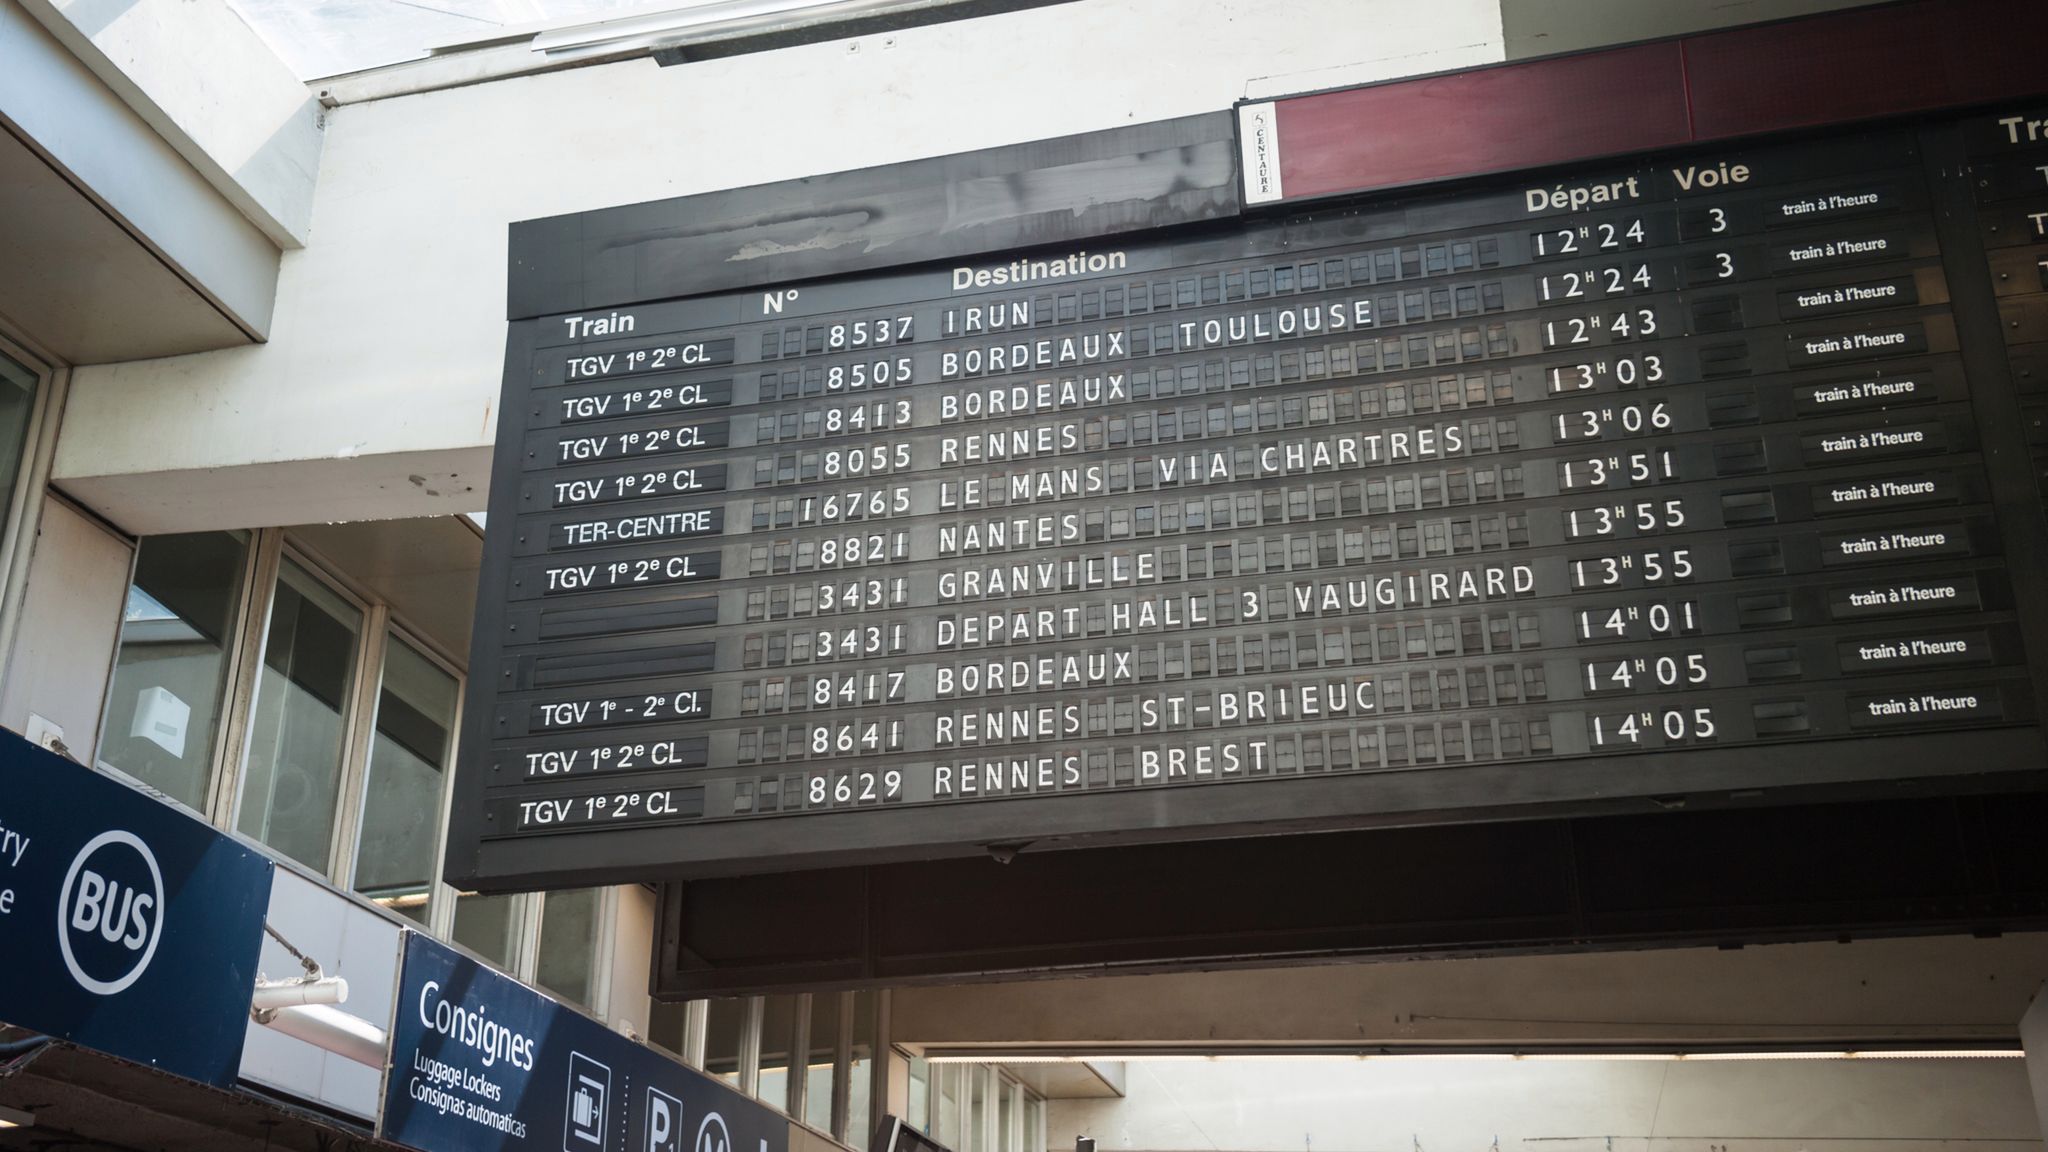 CENTAURE
Train N° Destination Départ Voie
TGV 1e 2e CL 8537 IRUN 12H24 3 train à l'heure
TGV 1e 2e CL 8505 BORDEAUX TOULOUSE 12H24 3 train à l'heure
TGV 1e 2e CL 8413 BORDEAUX 12H43 train à l'heure
TGV 1e 2e CL 8055 RENNES 13H03 train à l'heure
TER-CENTRE 16765 LE MANS VIA CHARTRES 13H06 train à l'heure
TGV 1e 2e CL 8821 NANTES 13H51 train à l'heure
3431 GRANVILLE 13H55 train à l'heure
3431 DEPART HALL 3 VAUGIRARD 13H55 train à l'heure
TGV 1e - 2e Cl. 8417 BORDEAUX 14H01 train à l'heure
TGV 1e 2e CL 8641 RENNES ST-BRIEUC 14H05 train à l'heure
TGV 1e 2e CL 8629 RENNES BREST 14H05 train à l'heure
BUS
Consignes
Luggage Lockers
Consignas automaticas
P1
M